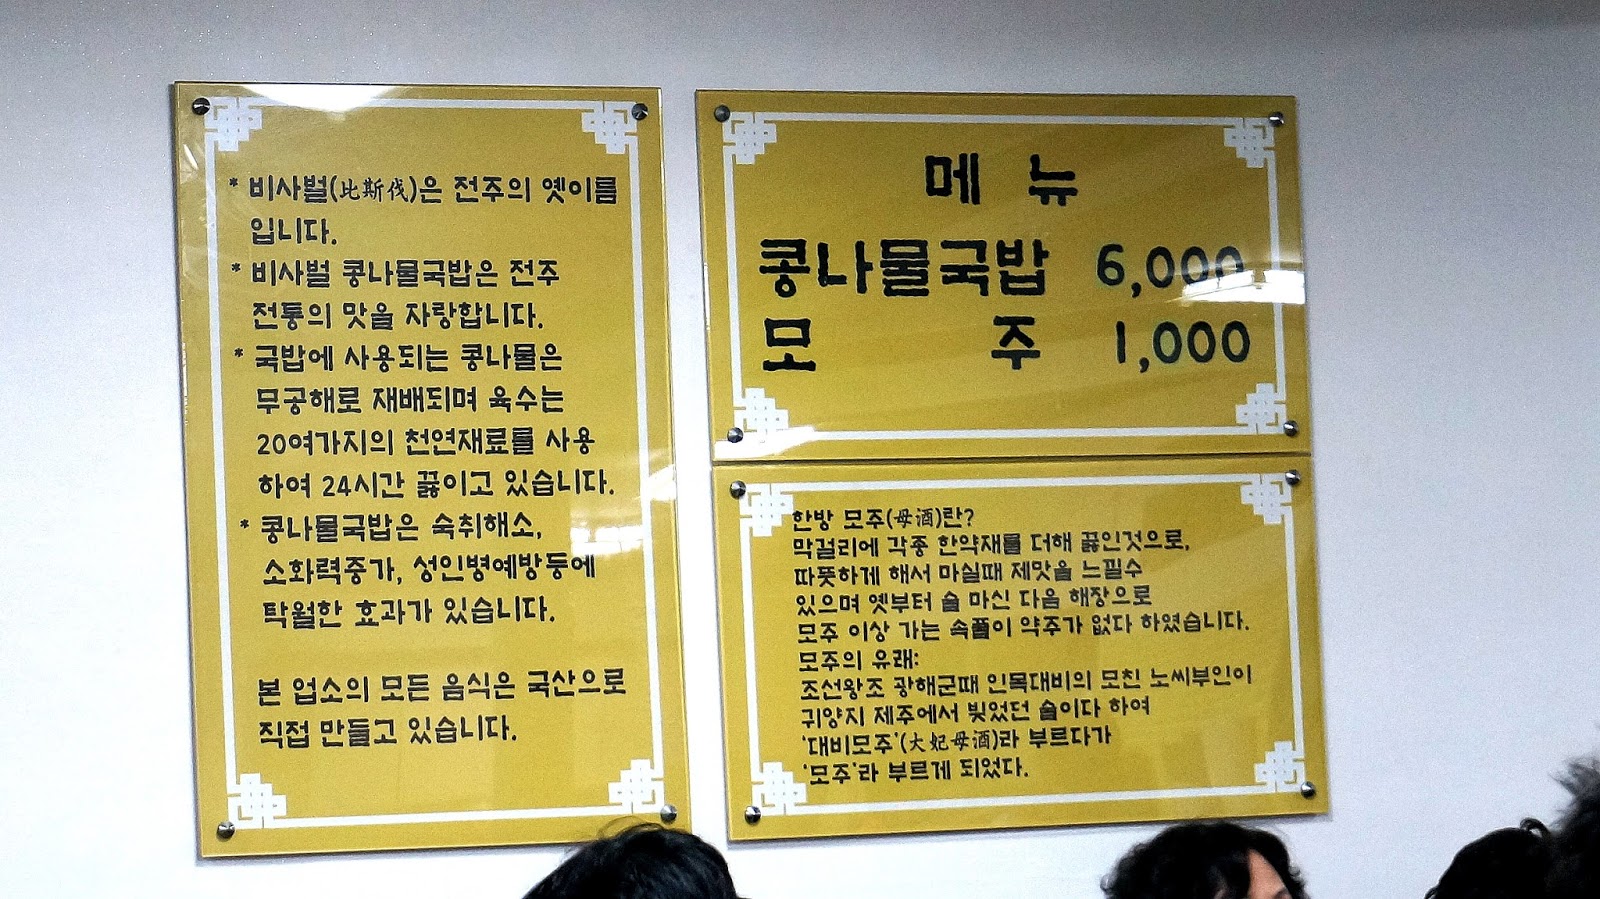 * 비사벌(比斯伐)은 전주의 옛이름
입니다.
* 비사벌 콩나물국밥은 전주
전통의 맛을 자랑합니다.
* 국밥에 사용되는 콩나물은
무공해로 재배되며 육수는
20여가지의 천연재료를 사용
하여 24시간 끓이고 있습니다.
* 콩나물국밥은 숙취해소,
소화력증가, 성인병예방등에
탁월한 효과가 있습니다.
본 업소의 모든 음식은 국산으로
직접 만들고 있습니다.
메 뉴
콩나물국밥 6,000
모 주 1,000
한방 모주(母酒)란?
막걸리에 각종 한약재를 더해 끓인것으로,
따뜻하게 해서 마실때 제맛을 느낄수
있으며 옛부터 술 마신 다음 해장으로
모주 이상 가는 속풀이 약주가 없다 하였습니다.
모주의 유래:
조선왕조 광해군때 인목대비의 모친 노씨부인이
귀양지 제주에서 빚었던 술이다 하여
'대비모주'(大妃母酒)라 부르다가
'모주'라 부르게 되었다.